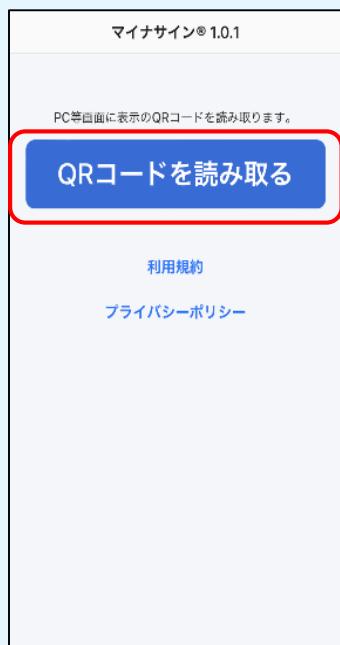 マイナサイン® 1.0.1
PC等画面に表示のQRコードを読み取ります。
QRコードを読み取る
利用規約
プライバシーポリシー